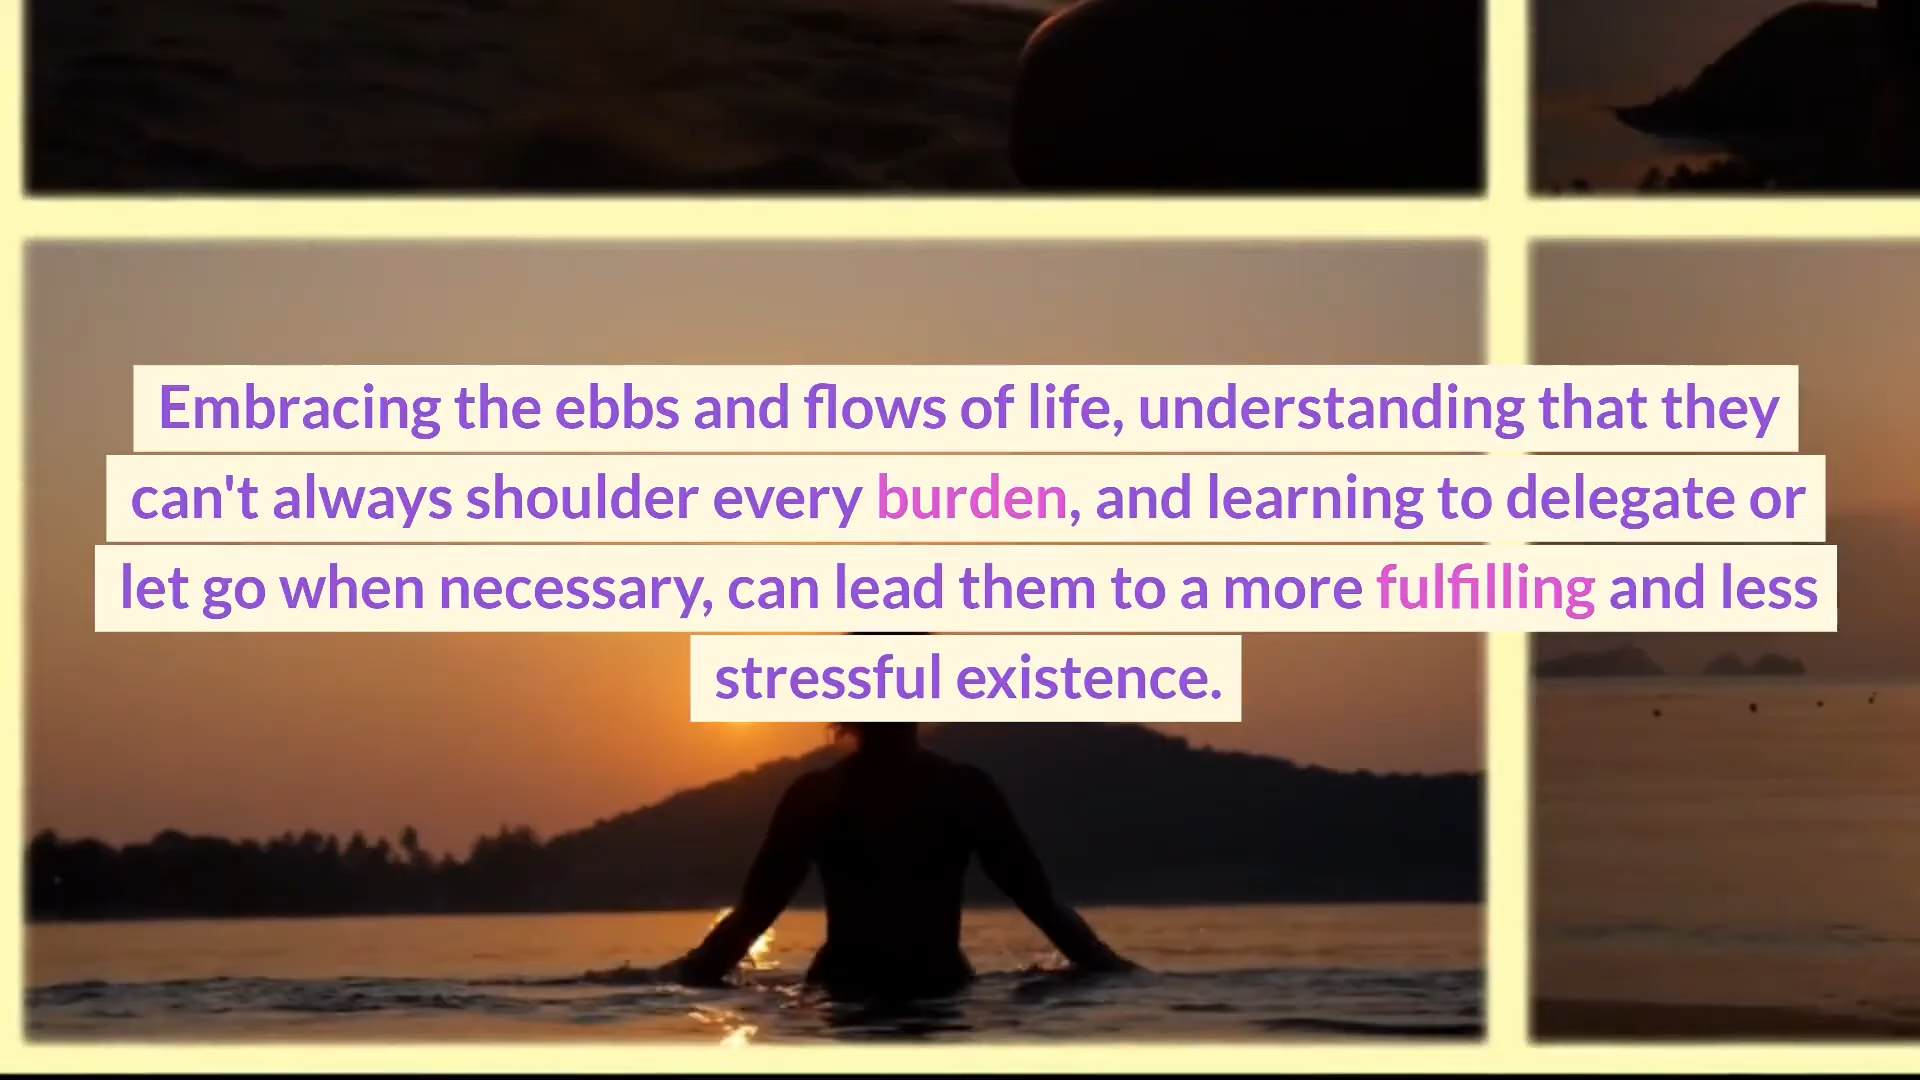 Embracing the ebbs and flows of life, understanding that they
can't always shoulder every burden, and learning to delegate or
let go when necessary, can lead them to a more fulfilling and less
stressful existence.